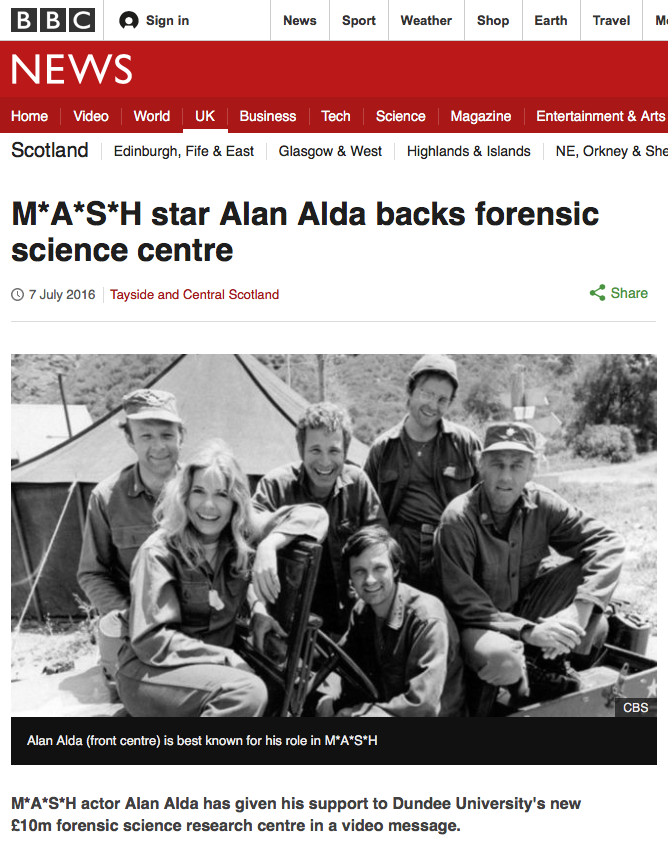 BBC Sign in News Sport Weather Shop Earth Travel
NEWS
Home Video World UK Business Tech Science Magazine Entertainment & Arts
Scotland Edinburgh, Fife & East Glasgow & West Highlands & Islands NE, Orkney & She
M*A*S*H star Alan Alda backs forensic
science centre
7 July 2016 Tayside and Central Scotland Share
CBS
Alan Alda (front centre) is best known for his role in M*A*S*H
M*A*S*H actor Alan Alda has given his support to Dundee University's new
£10m forensic science research centre in a video message.